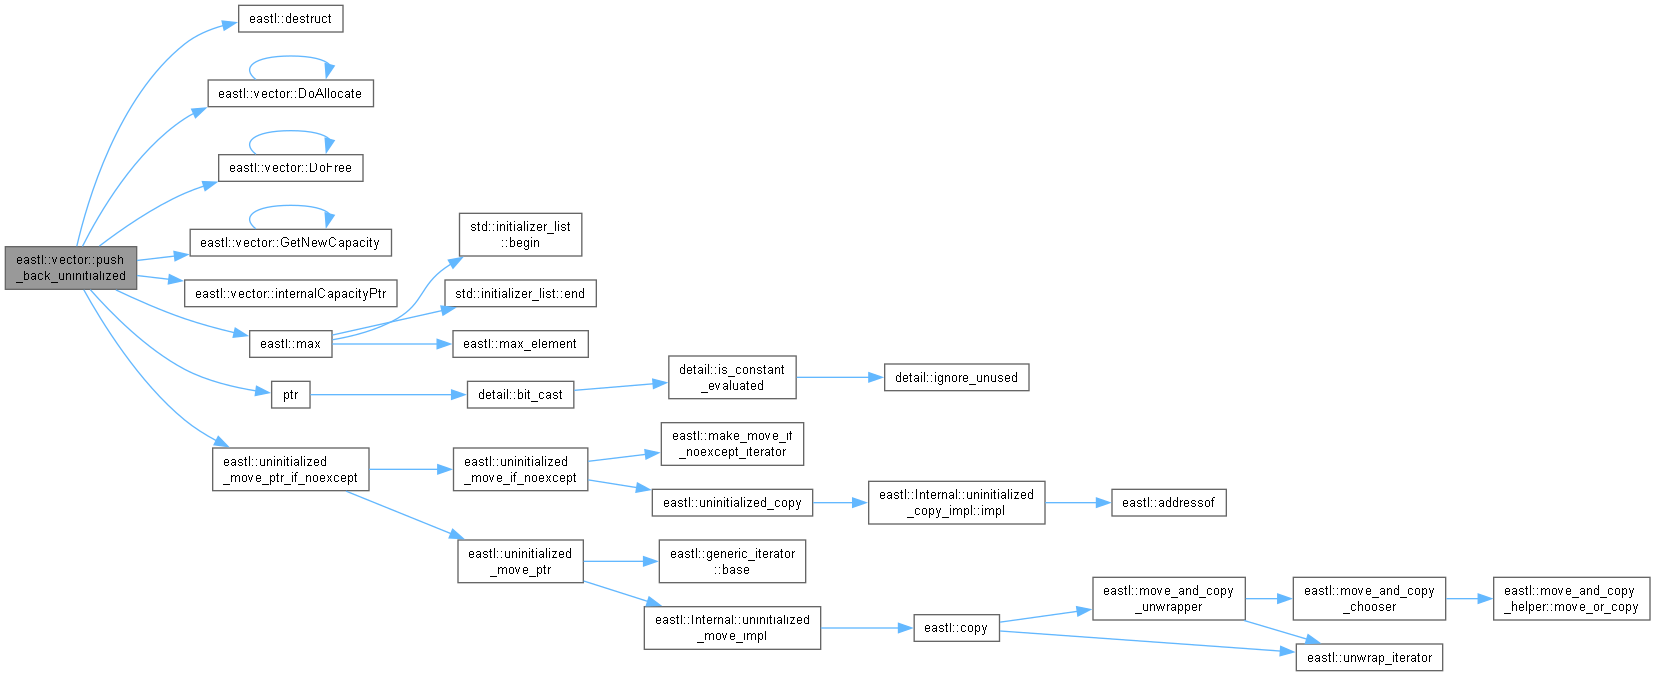 eastl::destruct
eastl::vector::DoAllocate
eastl::vector::DoFree
eastl::vector::GetNewCapacity
eastl::vector::push
_back_uninitialized
eastl::vector::internalCapacityPtr
eastl::max
ptr
eastl::uninitialized
_move_ptr_if_noexcept
std::initializer_list
::begin
std::initializer_list::end
eastl::max_element
detail::bit_cast
detail::is_constant
_evaluated
detail::ignore_unused
eastl::uninitialized
_move_if_noexcept
eastl::make_move_if
_noexcept_iterator
eastl::uninitialized_copy
eastl::Internal::uninitialized
_copy_impl::impl
eastl::addressof
eastl::uninitialized
_move_ptr
eastl::generic_iterator
::base
eastl::Internal::uninitialized
_move_impl
eastl::copy
eastl::move_and_copy
_unwrapper
eastl::move_and_copy
_chooser
eastl::move_and_copy
_helper::move_or_copy
eastl::unwrap_iterator